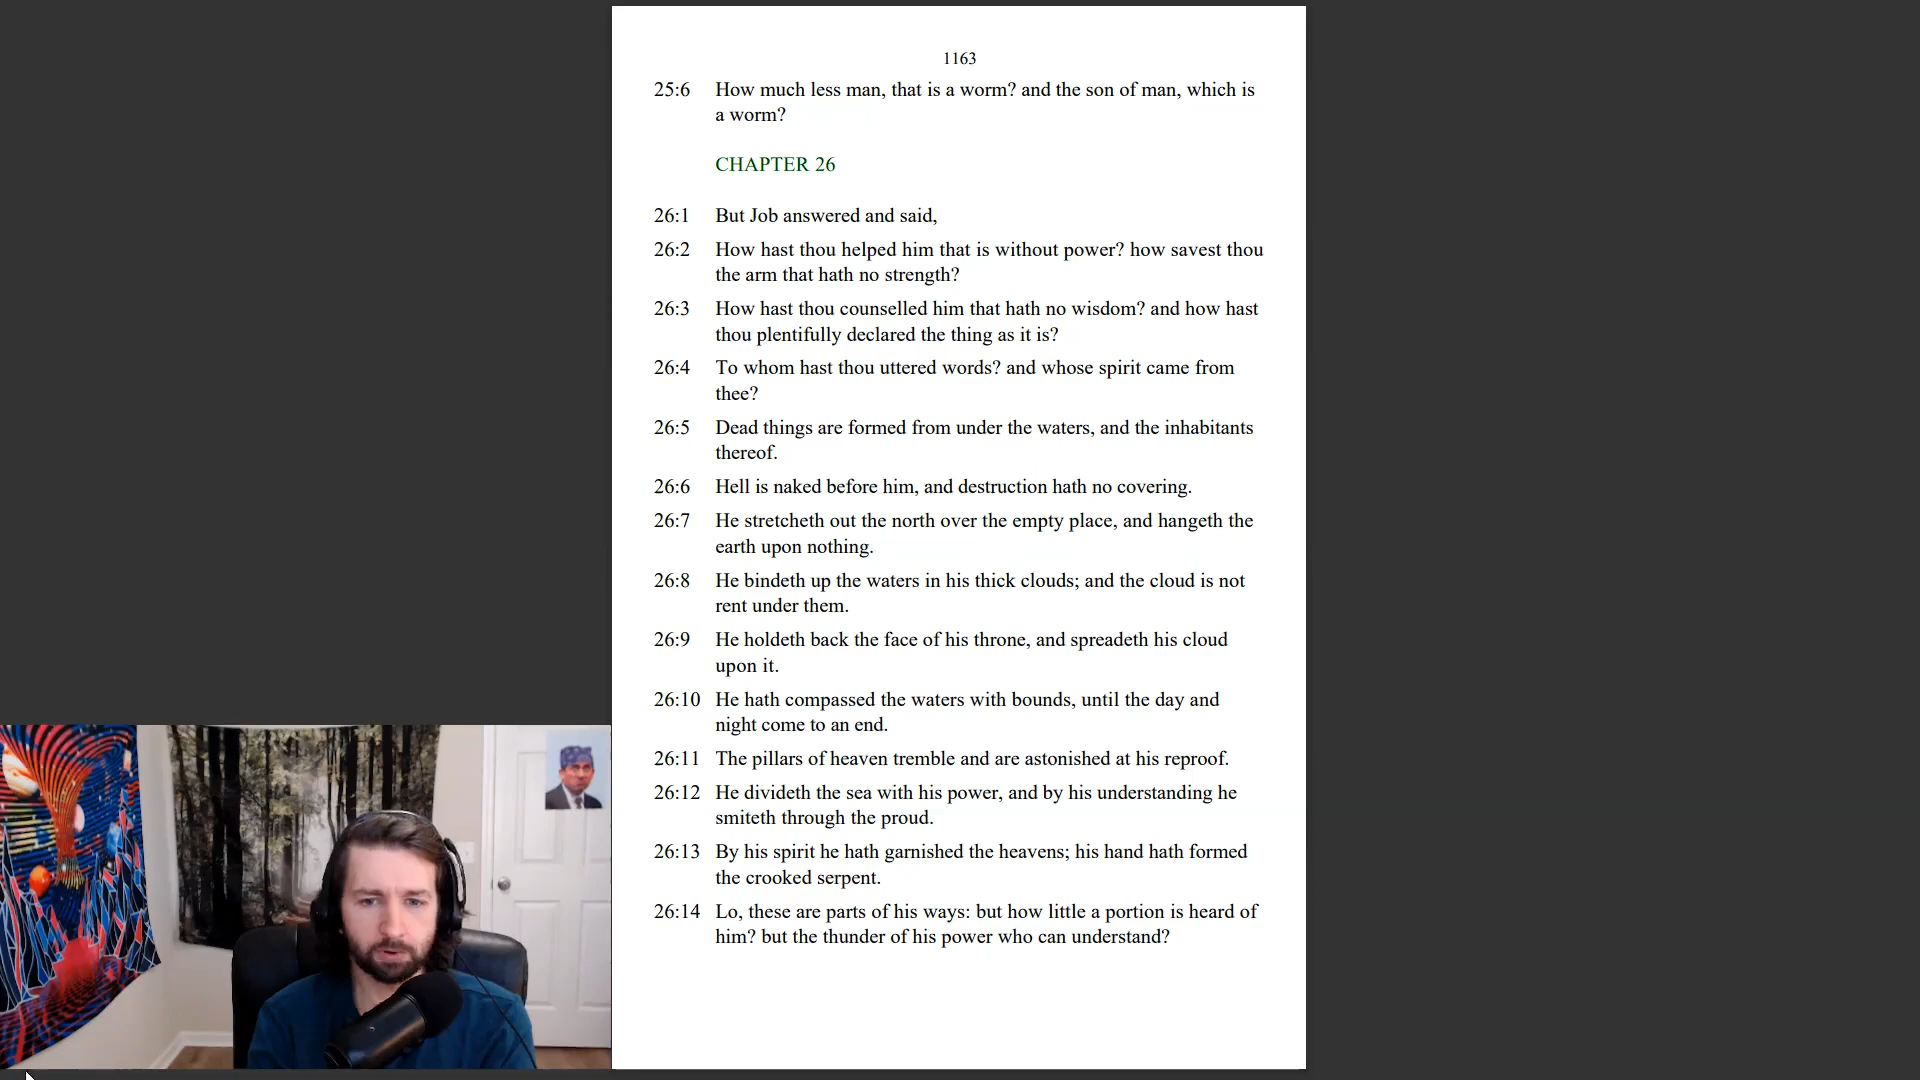 1163
25:6 How much less man, that is a worm? and the son of man, which is
a worm?
CHAPTER 26
26:1 But Job answered and said,
26:2 How hast thou helped him that is without power? how savest thou
the arm that hath no strength?
26:3 How hast thou counselled him that hath no wisdom? and how hast
thou plentifully declared the thing as it is?
26:4 To whom hast thou uttered words? and whose spirit came from
thee?
26:5 Dead things are formed from under the waters, and the inhabitants
thereof.
26:6 Hell is naked before him, and destruction hath no covering.
26:7 He stretcheth out the north over the empty place, and hangeth the
earth upon nothing.
26:8 He bindeth up the waters in his thick clouds; and the cloud is not
rent under them.
26:9 He holdeth back the face of his throne, and spreadeth his cloud
upon it.
26:10 He hath compassed the waters with bounds, until the day and
night come to an end.
26:11 The pillars of heaven tremble and are astonished at his reproof.
26:12 He divideth the sea with his power, and by his understanding he
smiteth through the proud.
26:13 By his spirit he hath garnished the heavens; his hand hath formed
the crooked serpent.
26:14 Lo, these are parts of his ways: but how little a portion is heard of
him? but the thunder of his power who can understand?